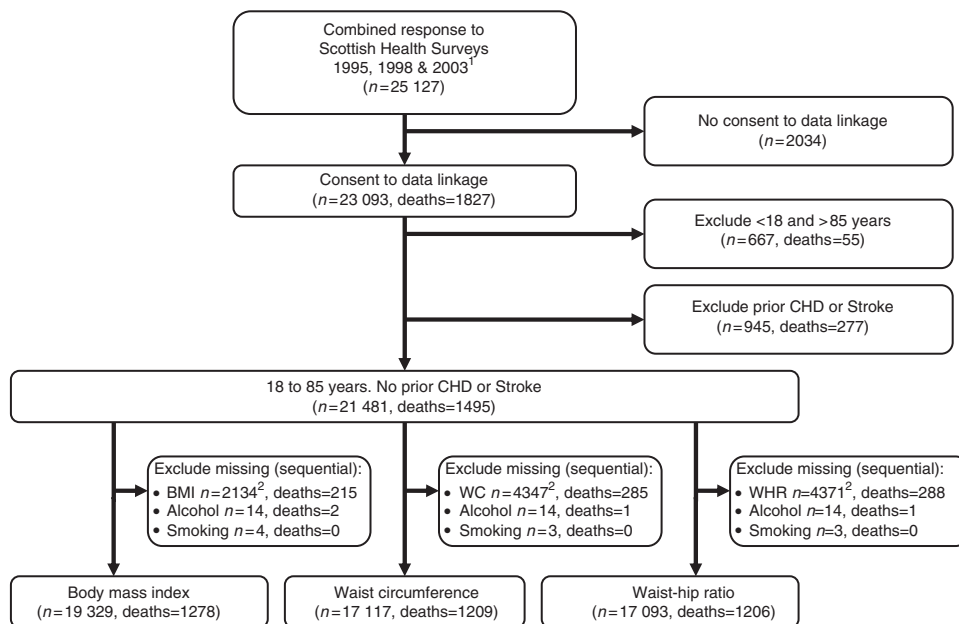 Combined response to
Scottish Health Surveys
1995, 1998 & 2003¹
(n=25 127)
No consent to data linkage
(n=2034)
Consent to data linkage
(n=23 093, deaths=1827)
Exclude <18 and >85 years
(n=667, deaths=55)
Exclude prior CHD or Stroke
(n=945, deaths=277)
18 to 85 years. No prior CHD or Stroke
(n=21 481, deaths=1495)
Exclude missing (sequential):
• BMI n=2134², deaths=215
• Alcohol n=14, deaths=2
• Smoking n=4, deaths=0
Exclude missing (sequential):
• WC n=4347², deaths=285
• Alcohol n=14, deaths=1
• Smoking n=3, deaths=0
Exclude missing (sequential):
• WHR n=4371², deaths=288
• Alcohol n=14, deaths=1
• Smoking n=3, deaths=0
Body mass index
(n=19 329, deaths=1278)
Waist circumference
(n=17 117, deaths=1209)
Waist-hip ratio
(n=17 093, deaths=1206)